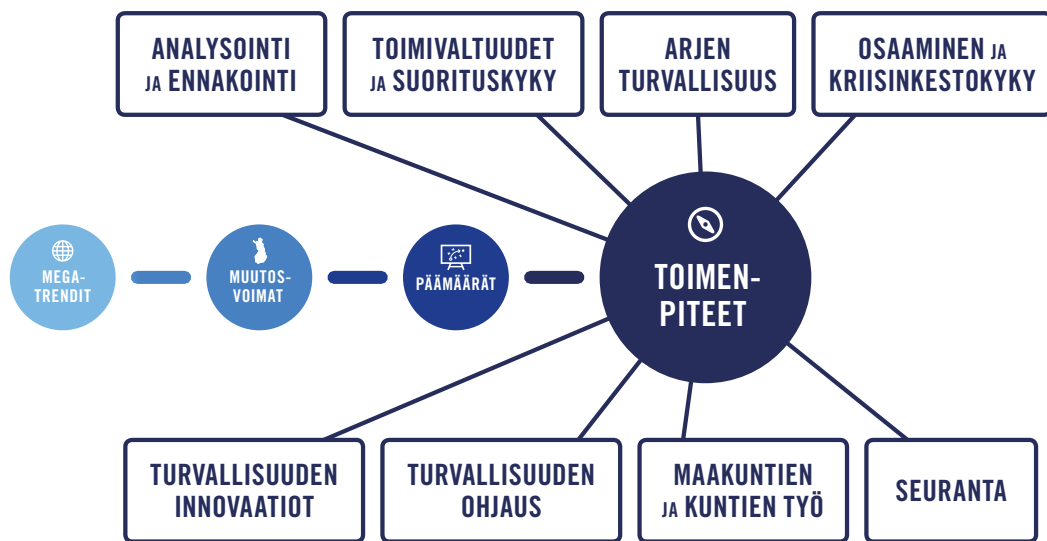 ANALYSOINTI
JA ENNAKOINTI
TOIMIVALTUUDET
JA SUORITUSKYKY
ARJEN
TURVALLISUUS
OSAAMINEN JA
KRIISINKESTOKYKY
MEGA-
TRENDIT
MUUTOS-
VOIMAT
PÄÄMÄÄRÄT
TOIMEN-
PITEET
TURVALLISUUDEN
INNOVAATIOT
TURVALLISUUDEN
OHJAUS
MAAKUNTIEN
JA KUNTIEN TYÖ
SEURANTA